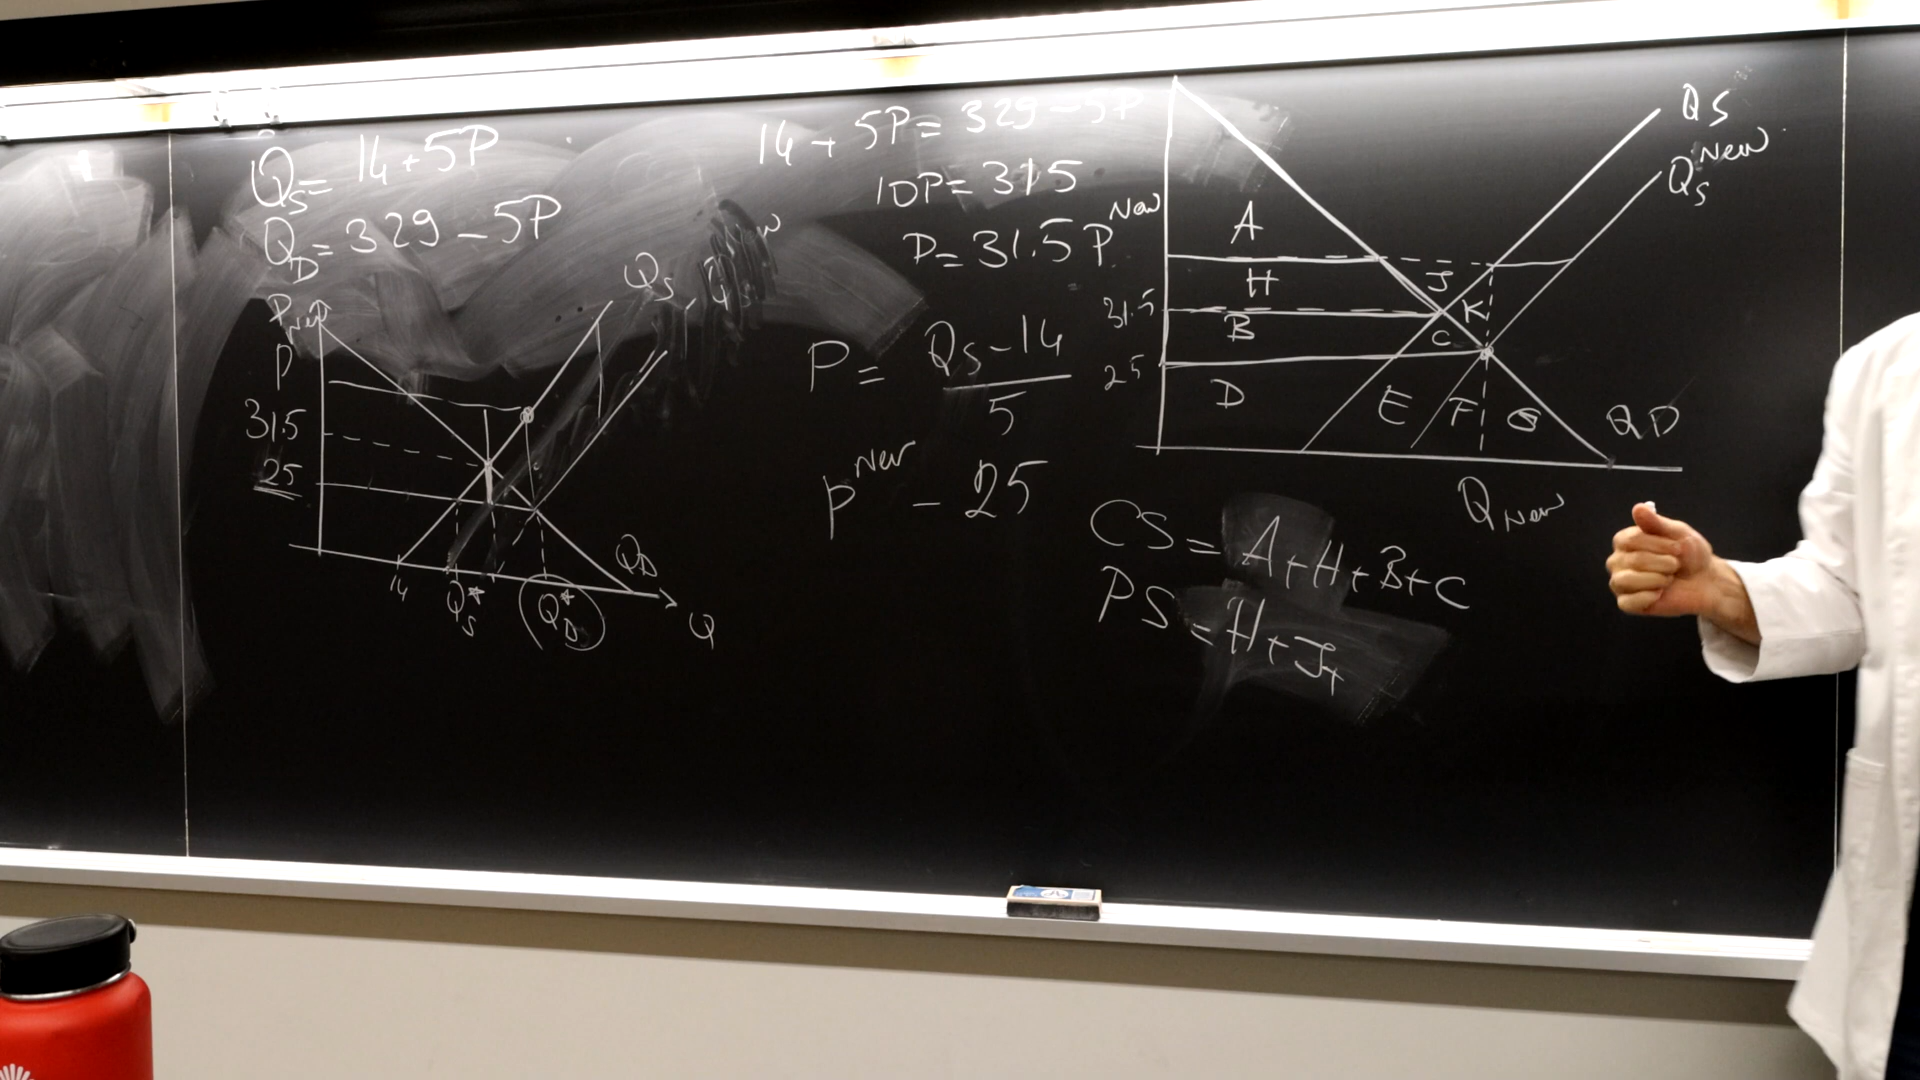 Qs = 14 + 5P
QD = 329 - 5P
P New
P
31.5
25
Qs
QD
14
Qs*
QD*
Q
14 + 5P = 329 - 5P
10P = 315
P = 31.5
P = Qs - 14 / 5
P New - 25
P New
31.5
25
A
H
B
D
J
K
C
E
F
G
Qs
Qs New
QD
Q New
CS = A + H + B + C
PS = H + J +